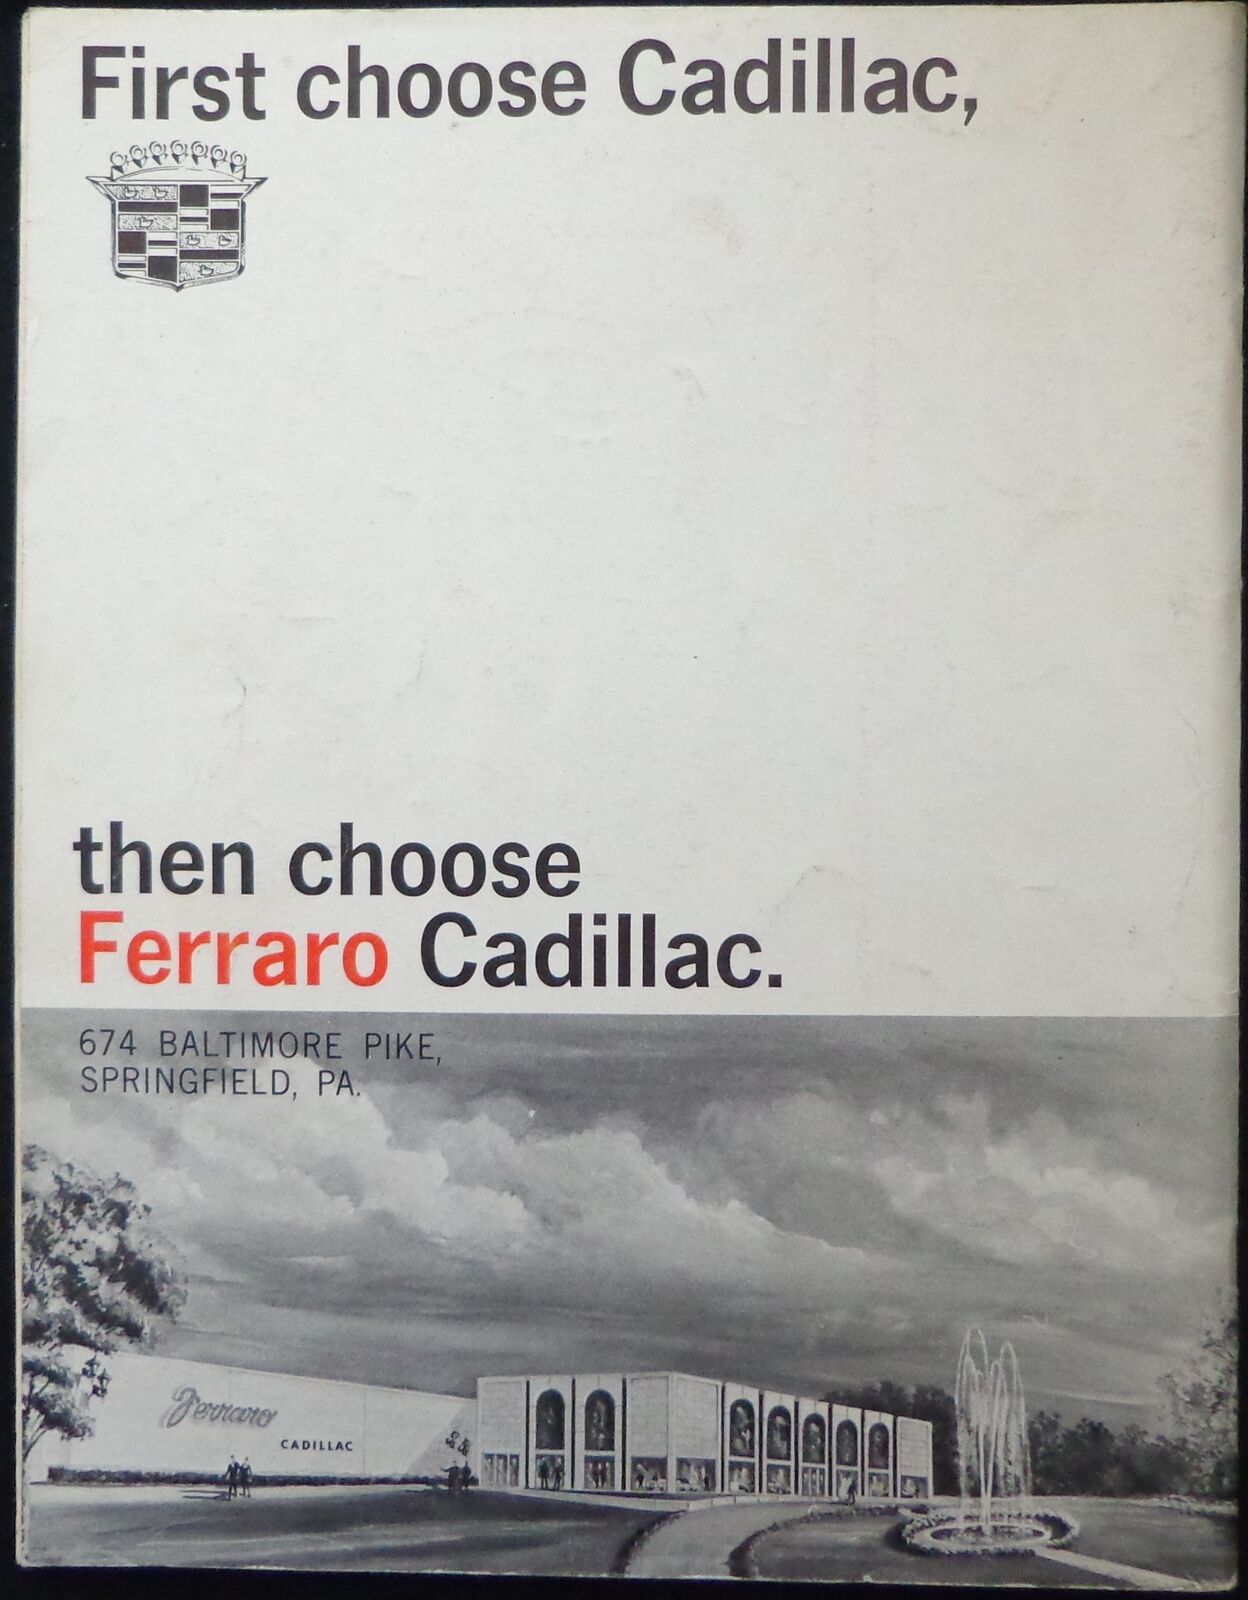 First choose Cadillac,
then choose
Ferraro Cadillac.
674 BALTIMORE PIKE,
SPRINGFIELD, PA.
Ferraro
CADILLAC